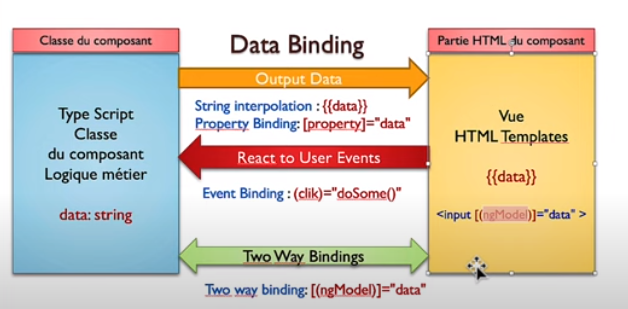 Classe du composant
Data Binding
Partie HTML du composant
Output Data
Type Script
Classe
du composant
Logique métier
data: string
String interpolation : {{data}}
Property Binding: [property]="data"
React to User Events
Event Binding : (clik)="doSome()"
Two Way Bindings
Two way binding: [(ngModel)]="data"
Vue
HTML Templates
{{data}}
<input [(ngModel)]="data" >